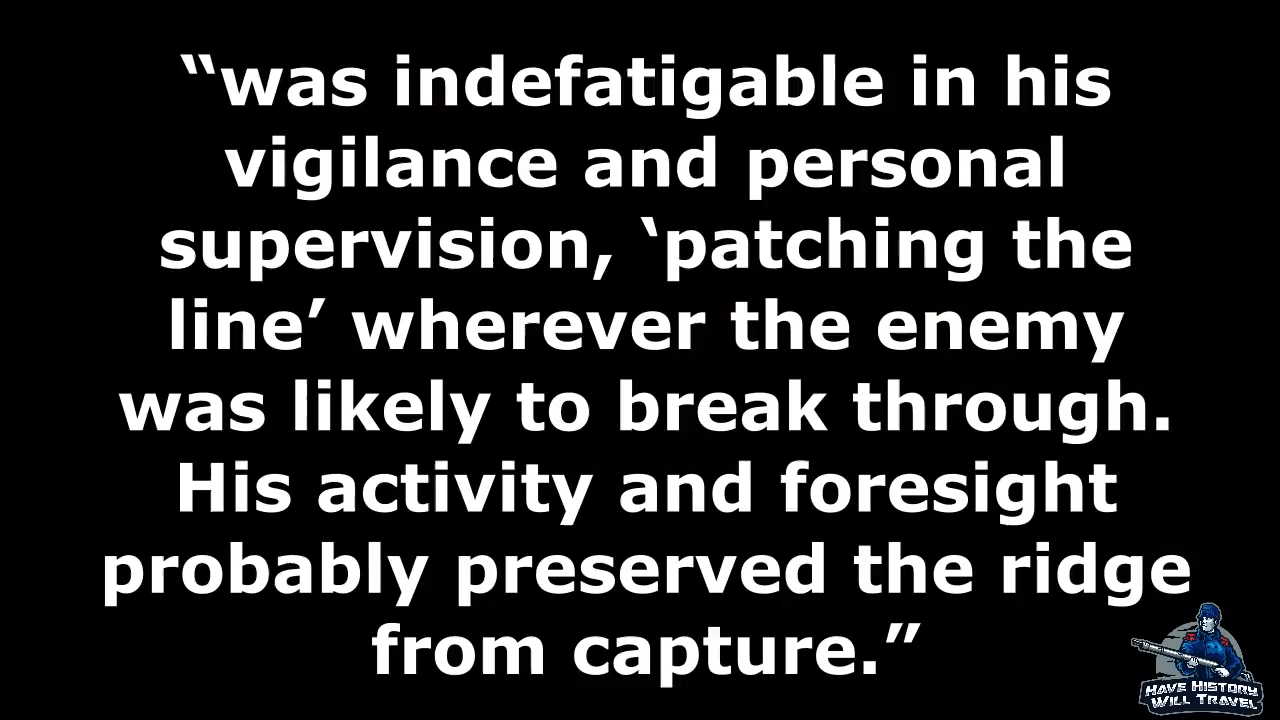 “was indefatigable in his
vigilance and personal
supervision, ‘patching the
line’ wherever the enemy
was likely to break through.
His activity and foresight
probably preserved the ridge
from capture.”
HAVE HISTORY
WILL TRAVEL